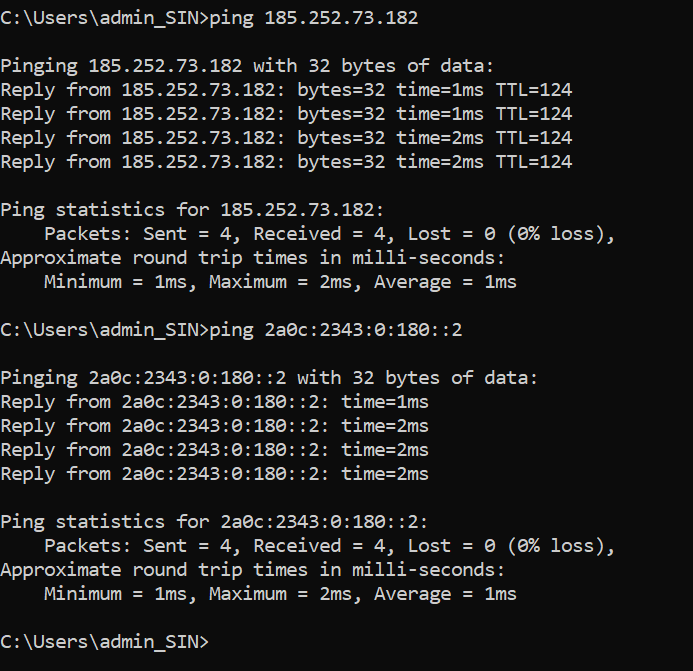 C:\Users\admin_SIN>ping 185.252.73.182
Pinging 185.252.73.182 with 32 bytes of data:
Reply from 185.252.73.182: bytes=32 time=1ms TTL=124
Reply from 185.252.73.182: bytes=32 time=1ms TTL=124
Reply from 185.252.73.182: bytes=32 time=2ms TTL=124
Reply from 185.252.73.182: bytes=32 time=2ms TTL=124
Ping statistics for 185.252.73.182:
    Packets: Sent = 4, Received = 4, Lost = 0 (0% loss),
Approximate round trip times in milli-seconds:
    Minimum = 1ms, Maximum = 2ms, Average = 1ms
C:\Users\admin_SIN>ping 2a0c:2343:0:180::2
Pinging 2a0c:2343:0:180::2 with 32 bytes of data:
Reply from 2a0c:2343:0:180::2: time=1ms
Reply from 2a0c:2343:0:180::2: time=2ms
Reply from 2a0c:2343:0:180::2: time=2ms
Reply from 2a0c:2343:0:180::2: time=2ms
Ping statistics for 2a0c:2343:0:180::2:
    Packets: Sent = 4, Received = 4, Lost = 0 (0% loss),
Approximate round trip times in milli-seconds:
    Minimum = 1ms, Maximum = 2ms, Average = 1ms
C:\Users\admin_SIN>